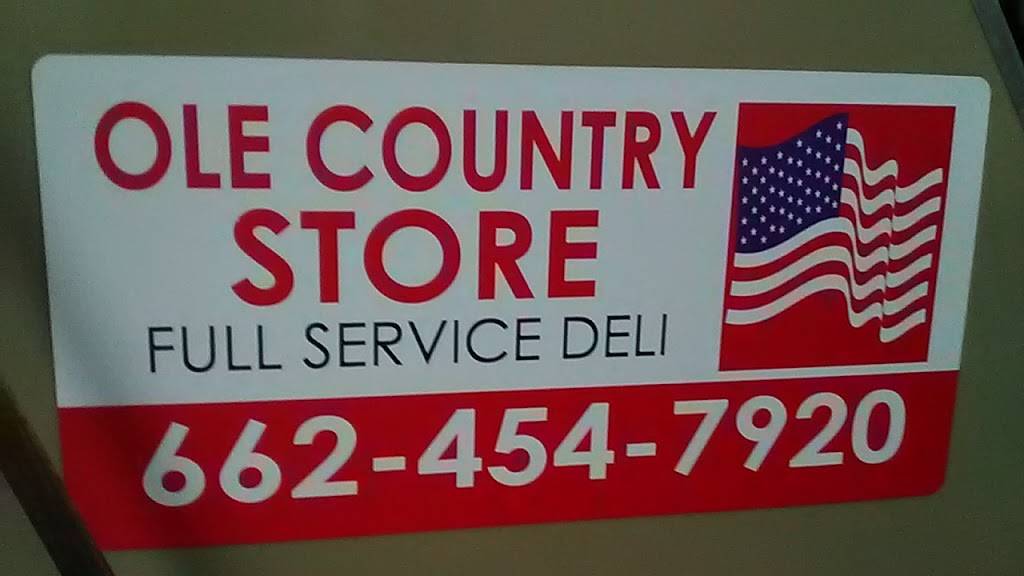 OLE COUNTRY
STORE
FULL SERVICE DELI
662-454-7920